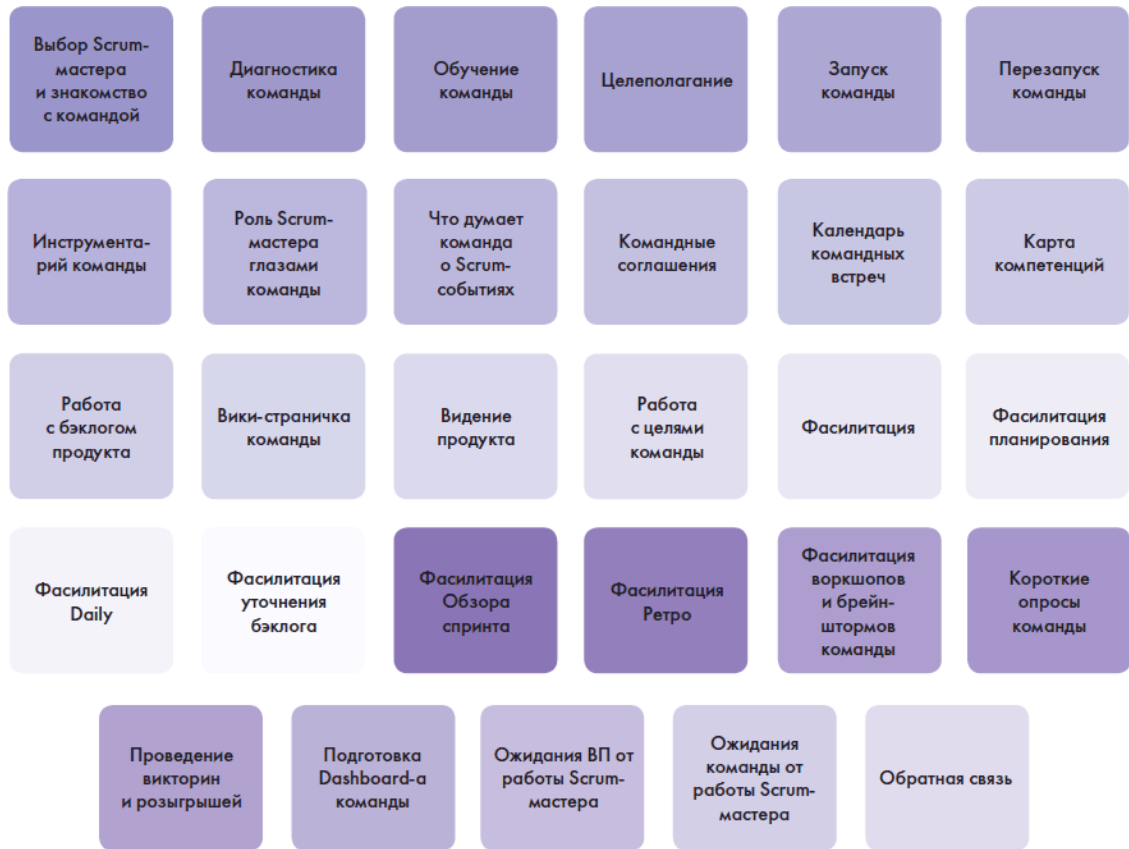 Выбор Scrum-
мастера
и знакомство
с командой
Диагностика
команды
Обучение
команды
Целеполагание
Запуск
команды
Перезапуск
команды
Инструмента-
рий команды
Роль Scrum-
мастера
глазами
команды
Что думает
команда
о Scrum-
событиях
Командные
соглашения
Календарь
командных
встреч
Карта
компетенций
Работа
с бэклогом
продукта
Вики-страничка
команды
Видение
продукта
Работа
с целями
команды
Фасилитация
Фасилитация
планирования
Фасилитация
Daily
Фасилитация
уточнения
бэклога
Фасилитация
Обзора
спринта
Фасилитация
Ретро
Фасилитация
воркшопов
и брейн-
штормов
команды
Короткие
опросы
команды
Проведение
викторин
и розыгрышей
Подготовка
Dashboard-а
команды
Ожидания ВП от
работы Scrum-
мастера
Ожидания
команды от
работы Scrum-
мастера
Обратная связь